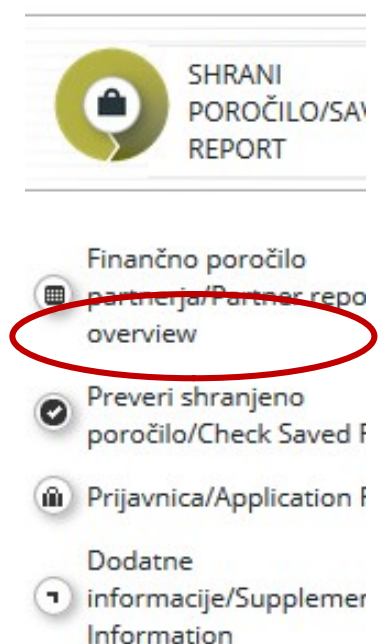 SHRANI
POROČILO/SAV
REPORT
Finančno poročilo
partnerja/Partner repo
overview
Preveri shranjeno
poročilo/Check Saved
Prijavnica/Application
Dodatne
informacije/Supplemen
Information